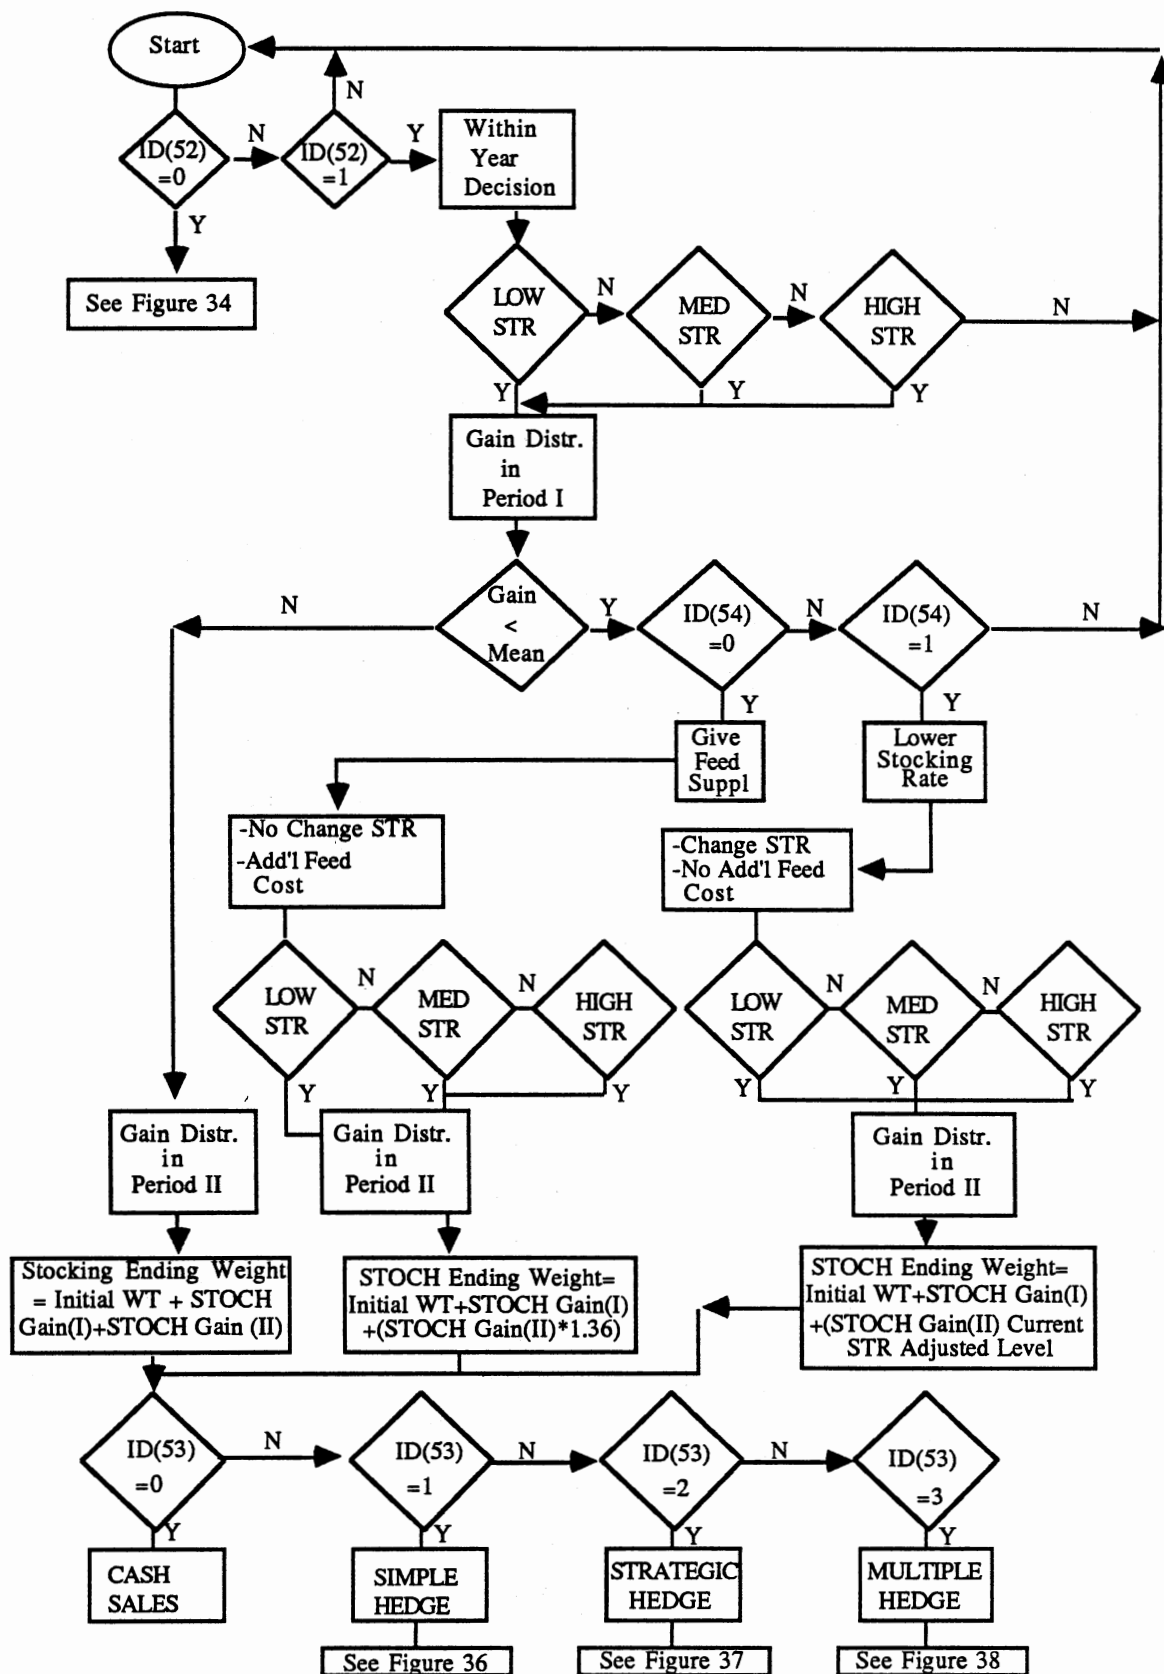 Start
N
ID(52)
=0
N
ID(52)
=1
Y
Within
Year
Decision
Y
See Figure 34
LOW
STR
N
MED
STR
N
HIGH
STR
N
Y
Y
Y
Gain Distr.
in
Period I
N
Gain
<
Mean
Y
ID(54)
=0
N
ID(54)
=1
N
Y
Y
Give
Feed
Suppl
Lower
Stocking
Rate
-No Change STR
-Add'l Feed
Cost
-Change STR
-No Add'l Feed
Cost
LOW
STR
N
MED
STR
N
HIGH
STR
LOW
STR
N
MED
STR
N
HIGH
STR
Y
Y
Y
Y
Y
Y
Gain Distr.
in
Period II
Gain Distr.
in
Period II
Gain Distr.
in
Period II
Stocking Ending Weight
= Initial WT + STOCH
Gain(I)+STOCH Gain (II)
STOCH Ending Weight=
Initial WT+STOCH Gain(I)
+(STOCH Gain(II)*1.36)
STOCH Ending Weight=
Initial WT+STOCH Gain(I)
+(STOCH Gain(II) Current
STR Adjusted Level
ID(53)
=0
N
ID(53)
=1
N
ID(53)
=2
N
ID(53)
=3
Y
Y
Y
Y
CASH
SALES
SIMPLE
HEDGE
STRATEGIC
HEDGE
MULTIPLE
HEDGE
See Figure 36
See Figure 37
See Figure 38